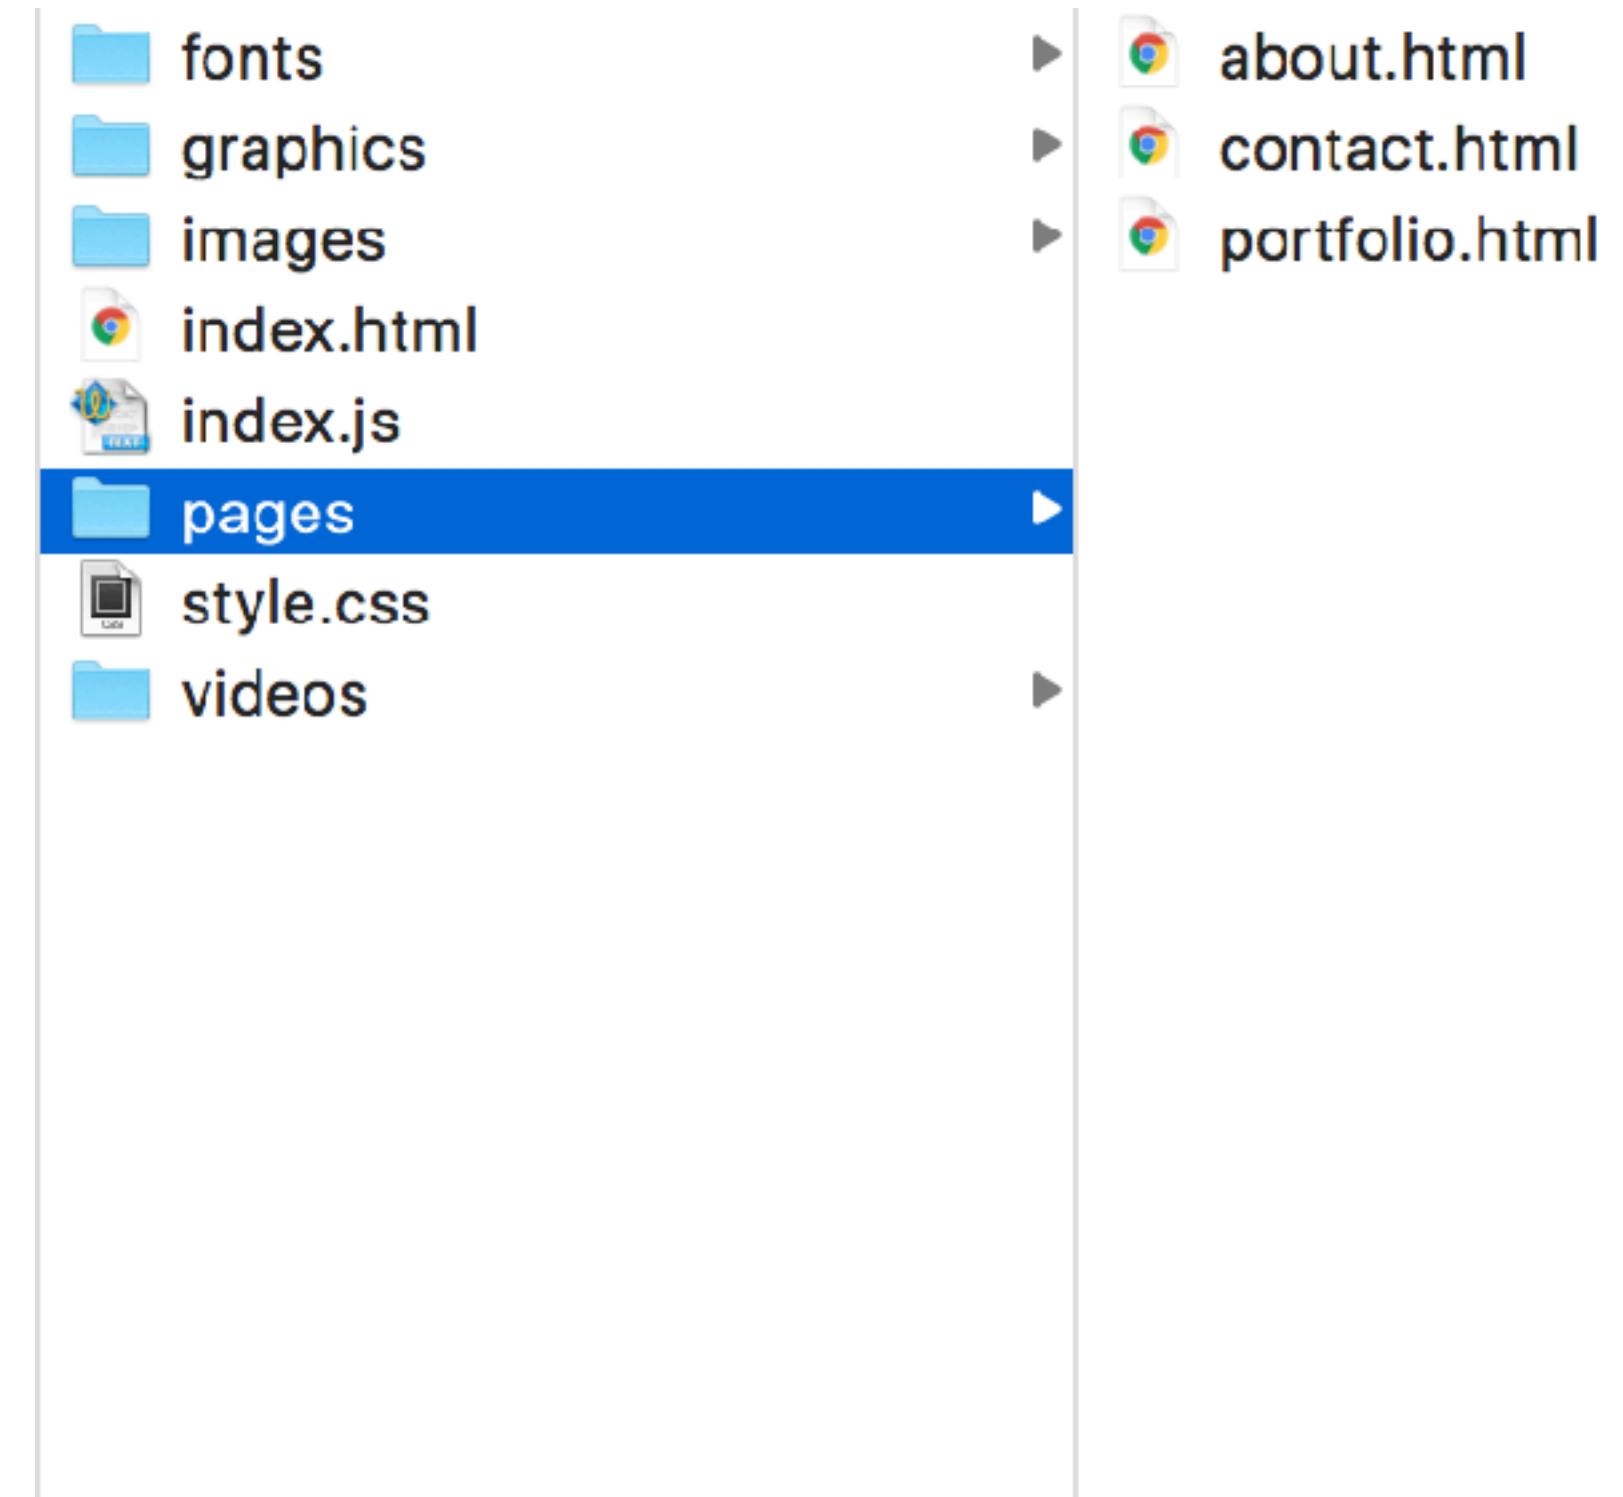 fonts
graphics
images
index.html
index.js
pages
style.css
videos
about.html
contact.html
portfolio.html